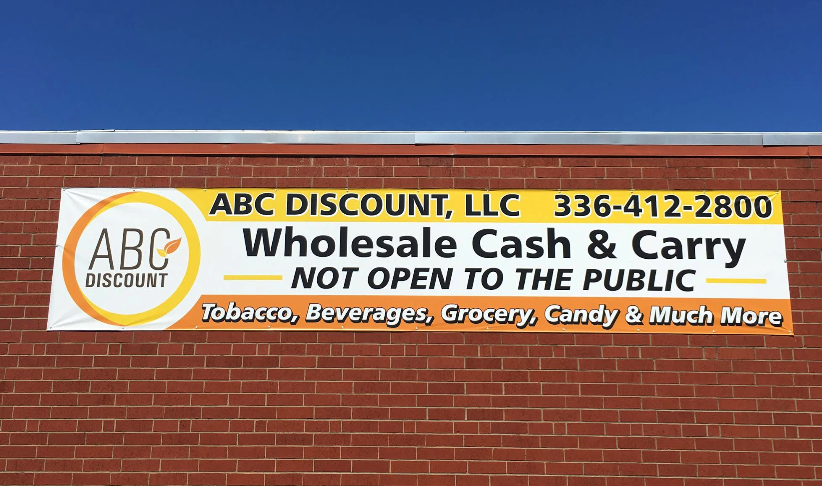 ABC
DISCOUNT
ABC DISCOUNT, LLC 336-412-2800
Wholesale Cash & Carry
NOT OPEN TO THE PUBLIC
Tobacco, Beverages, Grocery, Candy & Much More